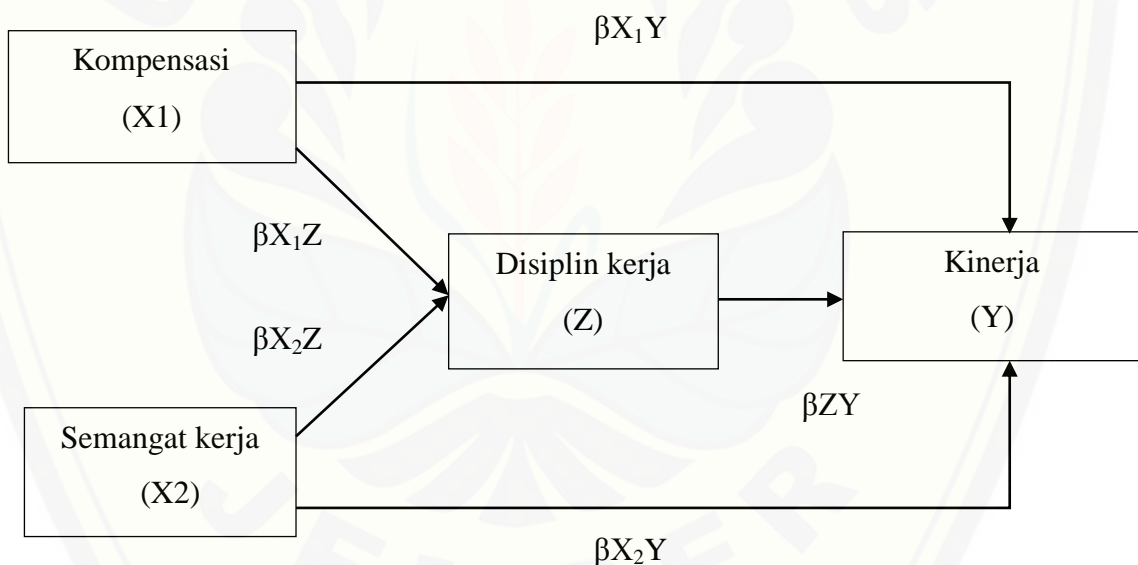 βX₁Y
Kompensasi
(X1)
βX₁Z
Disiplin kerja
(Z)
Kinerja
(Y)
βX₂Z
βZY
Semangat kerja
(X2)
βX₂Y